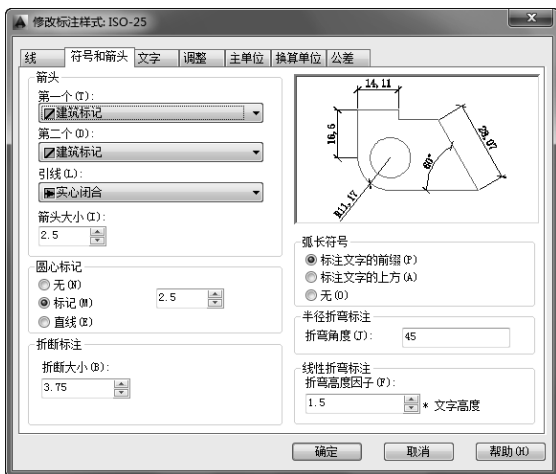 修改标注样式: ISO-25
线 符号和箭头 文字 调整 主单位 换算单位 公差
箭头
第一个(T):
建筑标记
第二个(D):
建筑标记
引线(L):
实心闭合
箭头大小(I):
2.5
圆心标记
无(N)
标记(M)
2.5
直线(E)
折断标注
折断大小(B):
3.75
14,11
16,6
28,07
60°
R11,17
弧长符号
标注文字的前缀(P)
标注文字的上方(A)
无(O)
半径折弯标注
折弯角度(J):
45
线性折弯标注
折弯高度因子(F):
1.5
* 文字高度
确定 取消 帮助(H)